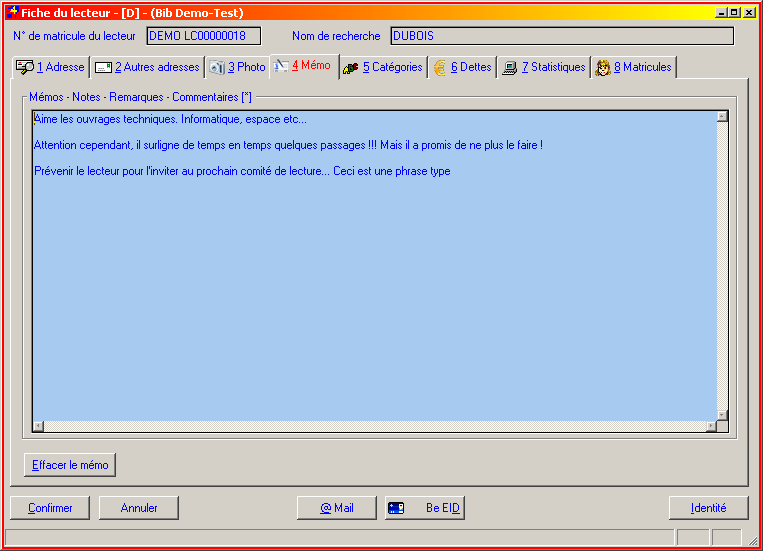 Fiche du lecteur - [D] - (Bib Demo-Test)
N° de matricule du lecteur DEMO LC00000018 Nom de recherche DUBOIS
1 Adresse 2 Autres adresses 3 Photo 4 Mémo 5 Catégories 6 Dettes 7 Statistiques 8 Matricules
Mémos - Notes - Remarques - Commentaires [*]
Aime les ouvrages techniques. Informatique, espace etc...
Attention cependant, il surligne de temps en temps quelques passages !!! Mais il a promis de ne plus le faire !
Prévenir le lecteur pour l'inviter au prochain comité de lecture... Ceci est une phrase type
Effacer le mémo
Confirmer Annuler @ Mail Be EID Identité